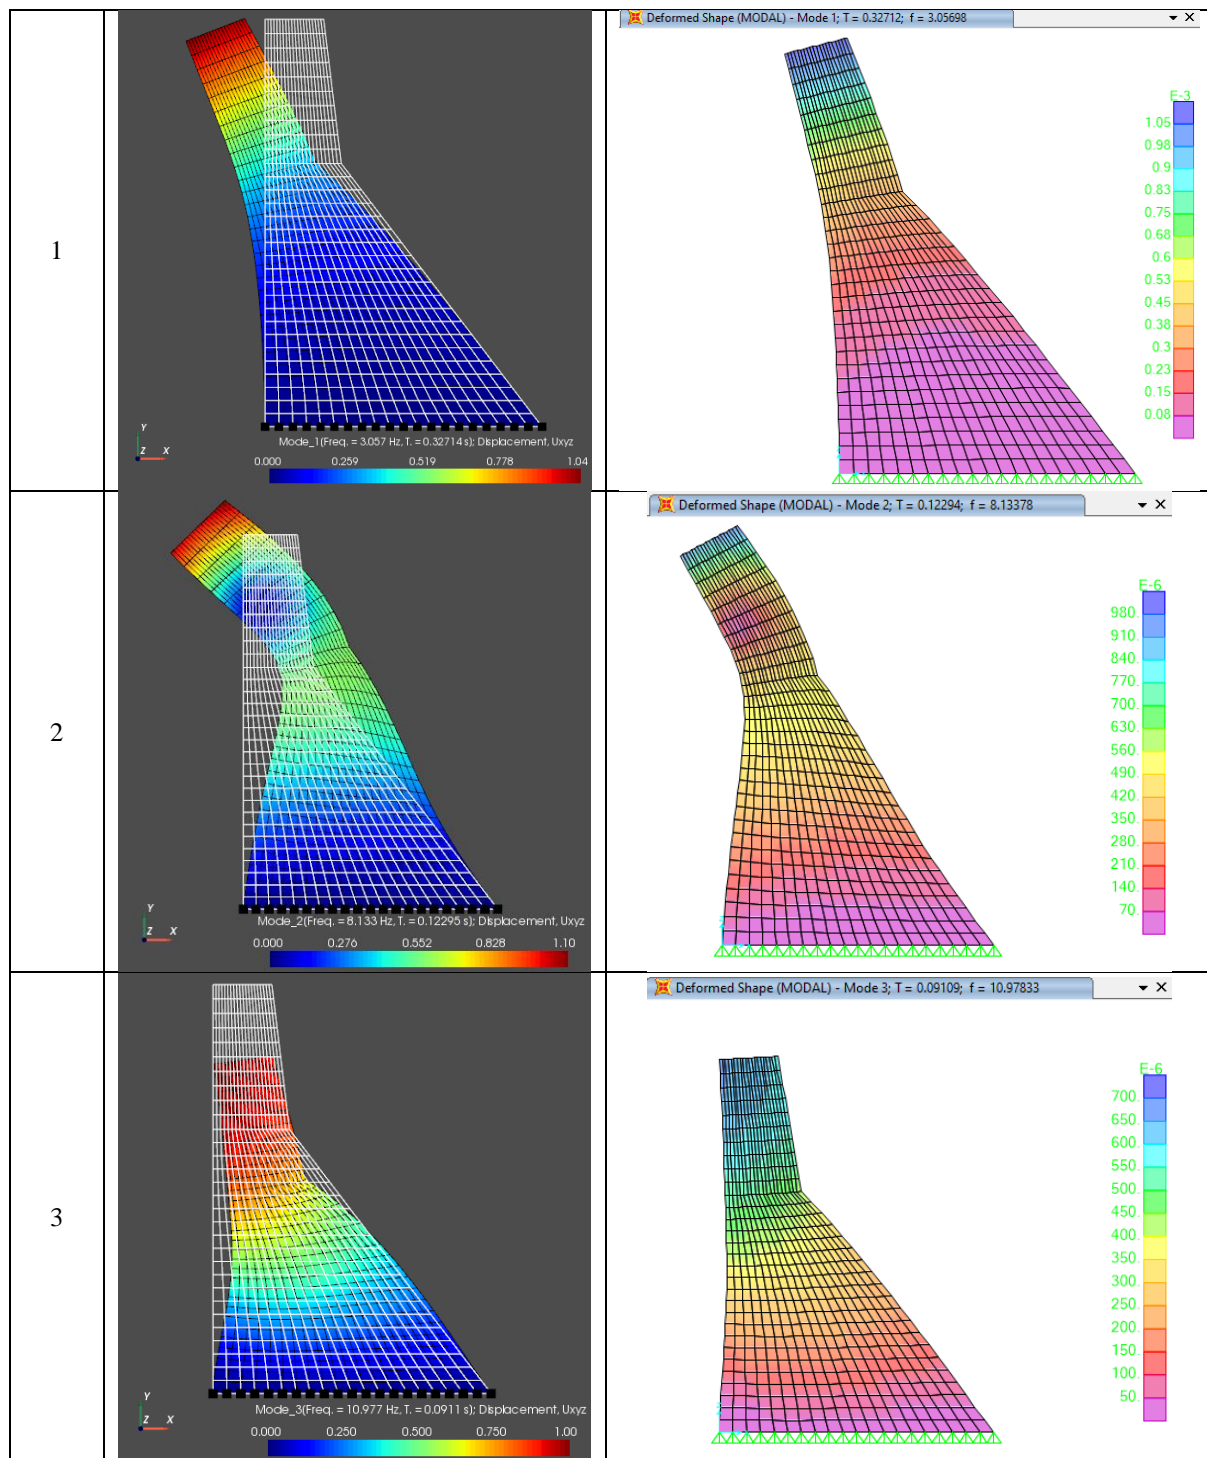 1
Y
Z X
Mode_1(Freq. = 3.057 Hz, T. = 0.32714 s); Displacement, Uxyz
0.000 0.259 0.519 0.778 1.04
Deformed Shape (MODAL) - Mode 1; T = 0.32712; f = 3.05698
E-3
1.05
0.98
0.9
0.83
0.75
0.68
0.6
0.53
0.45
0.38
0.3
0.23
0.15
0.08
2
Y
Z X
Mode_2(Freq. = 8.133 Hz, T. = 0.12295 s); Displacement, Uxyz
0.000 0.276 0.552 0.828 1.10
Deformed Shape (MODAL) - Mode 2; T = 0.12294; f = 8.13378
E-6
980.
910.
840.
770.
700.
630.
560.
490.
420.
350.
280.
210.
140.
70.
3
Y
Z X
Mode_3(Freq. = 10.977 Hz, T. = 0.0911 s); Displacement, Uxyz
0.000 0.250 0.500 0.750 1.00
Deformed Shape (MODAL) - Mode 3; T = 0.09109; f = 10.97833
E-6
700.
650.
600.
550.
500.
450.
400.
350.
300.
250.
200.
150.
100.
50.